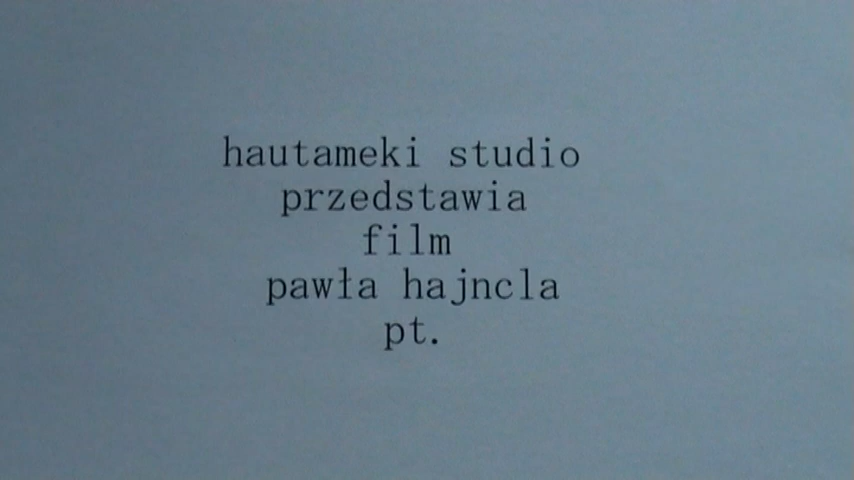 hautameki studio
przedstawia
film
pawła hajncla
pt.